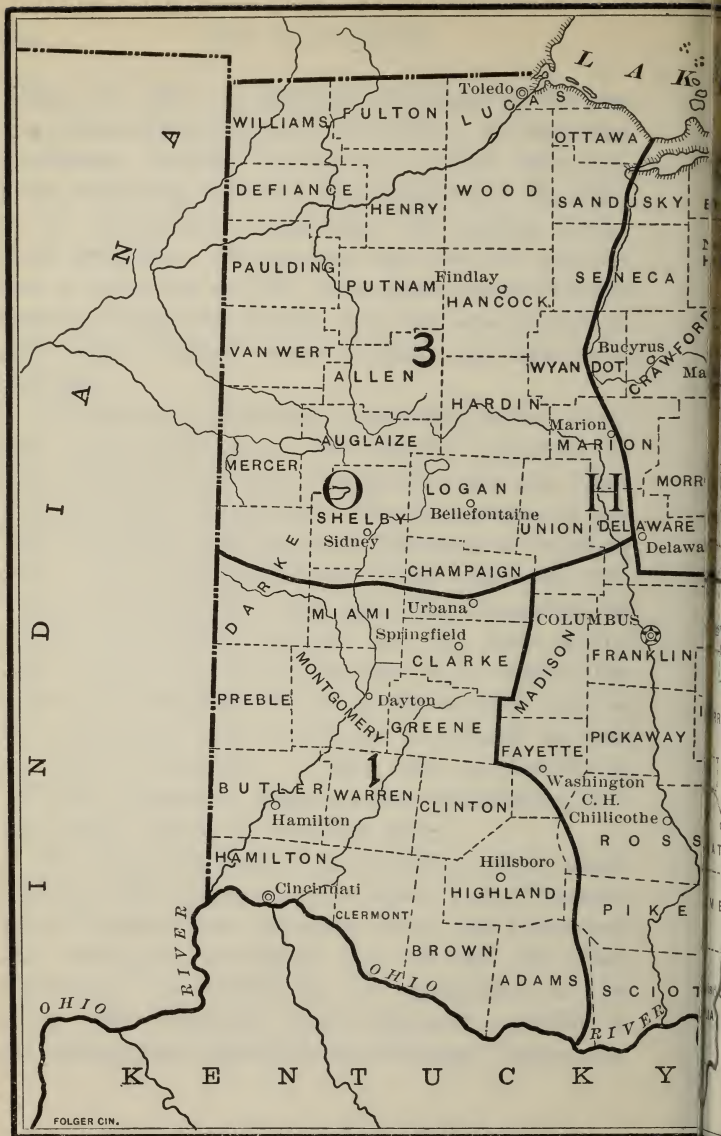 LAK
Toledo
LUCAS
WILLIAMS
FULTON
OTTAWA
DEFIANCE
HENRY
WOOD
SANDUSKY
PAULDING
PUTNAM
Findlay
HANCOCK
SENECA
VAN WERT
ALLEN
3
WYANDOT
Bucyrus
CRAWFORD
Ma
HARDIN
AUGLAIZE
Marion
MARION
MERCER
O
H
MORR
LOGAN
Bellefontaine
SHELBY
Sidney
UNION
DELAWARE
Delawa
DARKE
CHAMPAIGN
MIAMI
Urbana
COLUMBUS
Springfield
CLARKE
MADISON
FRANKLIN
PREBLE
MONTGOMERY
Dayton
GREENE
PICKAWAY
FAYETTE
1
Washington
C. H.
BUTLER
WARREN
CLINTON
Hamilton
Chillicothe
ROSS
HAMILTON
Hillsboro
HIGHLAND
Cincinnati
PIKE
CLERMONT
BROWN
ADAMS
SCIOT
OHIO RIVER
OHIO
RIVER
INDIANA
KENTUCKY
FOLGER CIN.